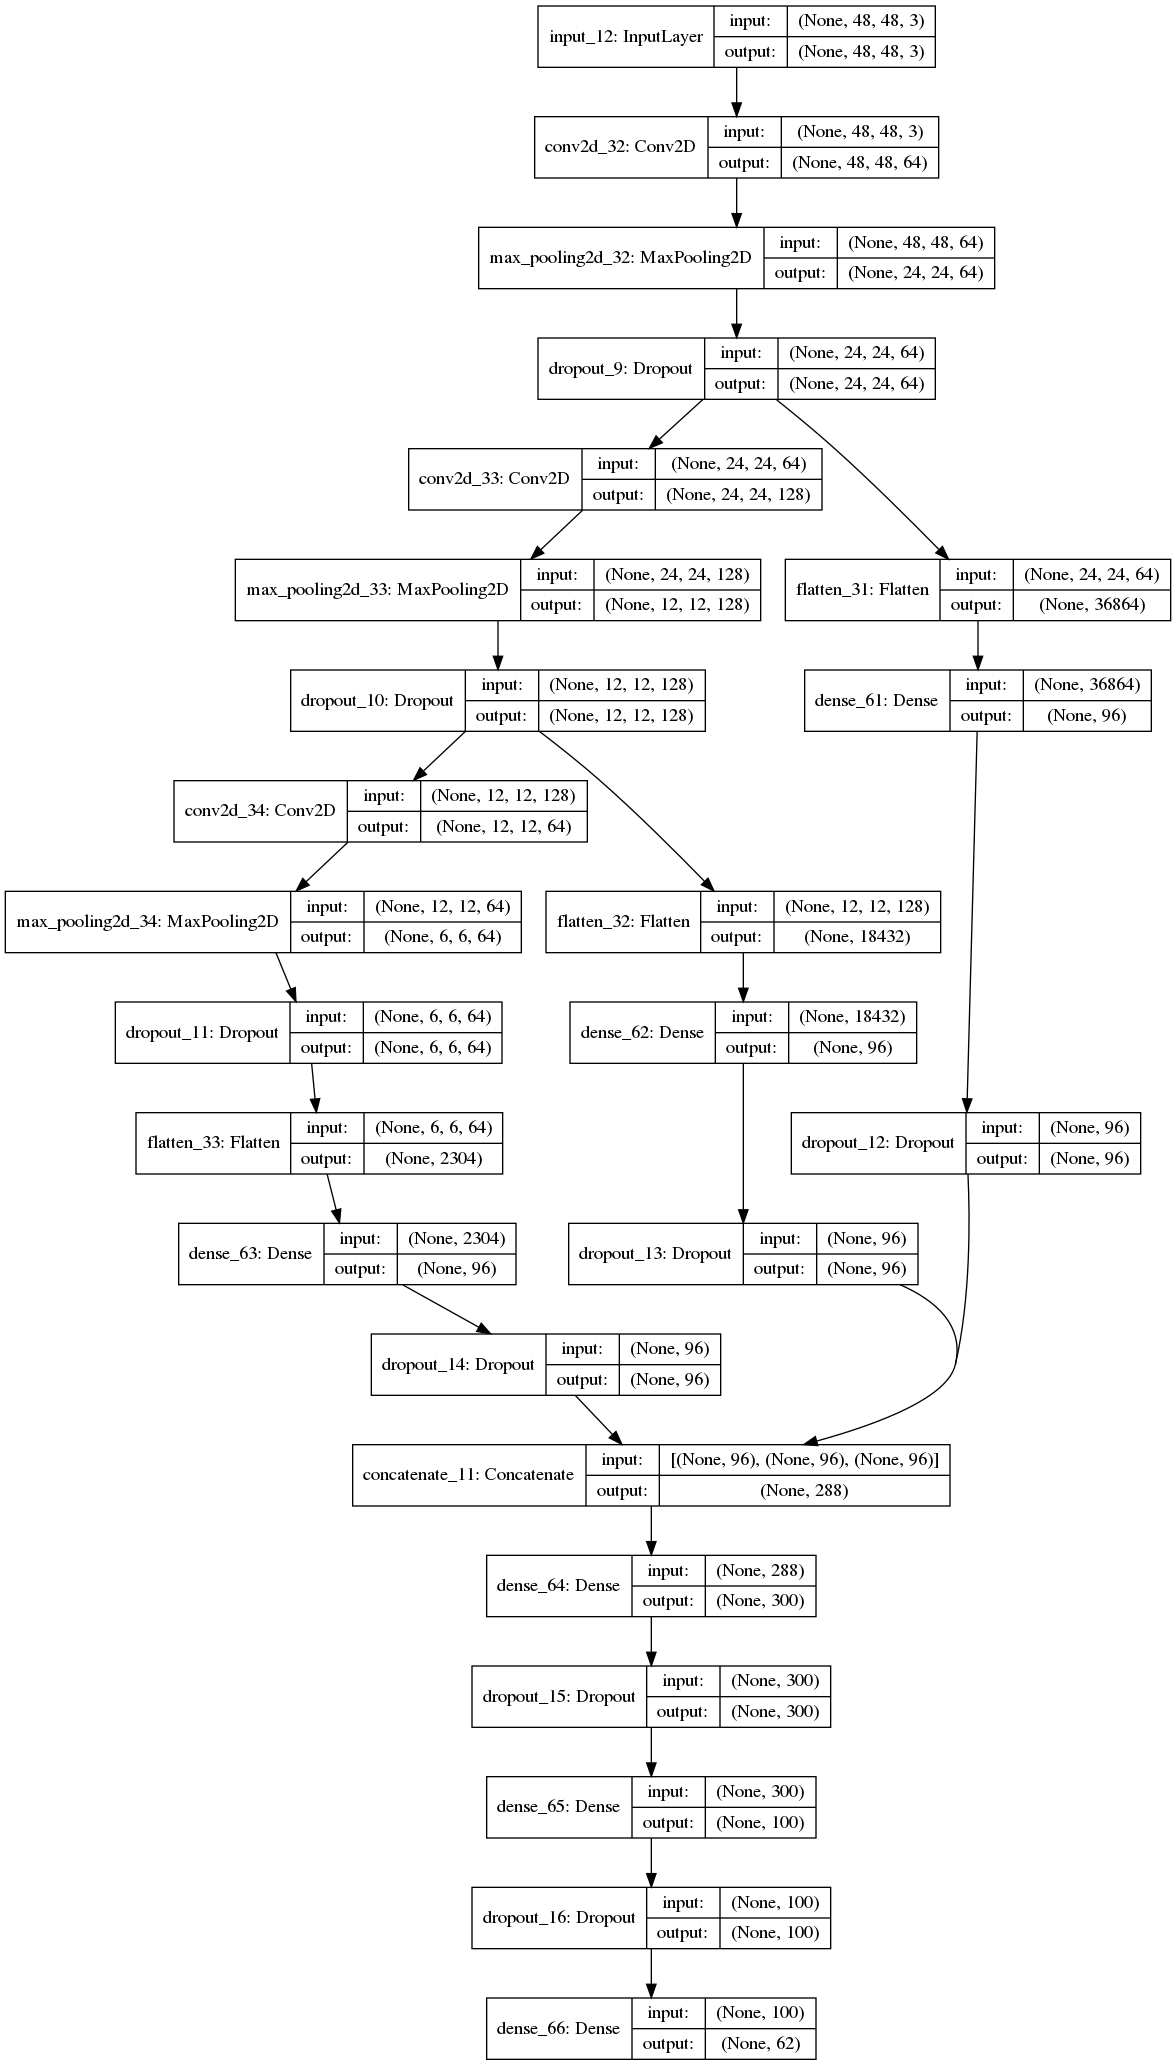 input_12: InputLayer
input: (None, 48, 48, 3)
output: (None, 48, 48, 3)
conv2d_32: Conv2D
input: (None, 48, 48, 3)
output: (None, 48, 48, 64)
max_pooling2d_32: MaxPooling2D
input: (None, 48, 48, 64)
output: (None, 24, 24, 64)
dropout_9: Dropout
input: (None, 24, 24, 64)
output: (None, 24, 24, 64)
conv2d_33: Conv2D
input: (None, 24, 24, 64)
output: (None, 24, 24, 128)
max_pooling2d_33: MaxPooling2D
input: (None, 24, 24, 128)
output: (None, 12, 12, 128)
flatten_31: Flatten
input: (None, 24, 24, 64)
output: (None, 36864)
dropout_10: Dropout
input: (None, 12, 12, 128)
output: (None, 12, 12, 128)
dense_61: Dense
input: (None, 36864)
output: (None, 96)
conv2d_34: Conv2D
input: (None, 12, 12, 128)
output: (None, 12, 12, 64)
max_pooling2d_34: MaxPooling2D
input: (None, 12, 12, 64)
output: (None, 6, 6, 64)
flatten_32: Flatten
input: (None, 12, 12, 128)
output: (None, 18432)
dropout_11: Dropout
input: (None, 6, 6, 64)
output: (None, 6, 6, 64)
dense_62: Dense
input: (None, 18432)
output: (None, 96)
flatten_33: Flatten
input: (None, 6, 6, 64)
output: (None, 2304)
dropout_12: Dropout
input: (None, 96)
output: (None, 96)
dense_63: Dense
input: (None, 2304)
output: (None, 96)
dropout_13: Dropout
input: (None, 96)
output: (None, 96)
dropout_14: Dropout
input: (None, 96)
output: (None, 96)
concatenate_11: Concatenate
input: [(None, 96), (None, 96), (None, 96)]
output: (None, 288)
dense_64: Dense
input: (None, 288)
output: (None, 300)
dropout_15: Dropout
input: (None, 300)
output: (None, 300)
dense_65: Dense
input: (None, 300)
output: (None, 100)
dropout_16: Dropout
input: (None, 100)
output: (None, 100)
dense_66: Dense
input: (None, 100)
output: (None, 62)